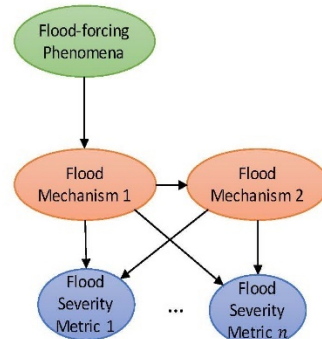 Flood-forcing
Phenomena
Flood
Mechanism 1
Flood
Mechanism 2
Flood
Severity
Metric 1
...
Flood
Severity
Metric n